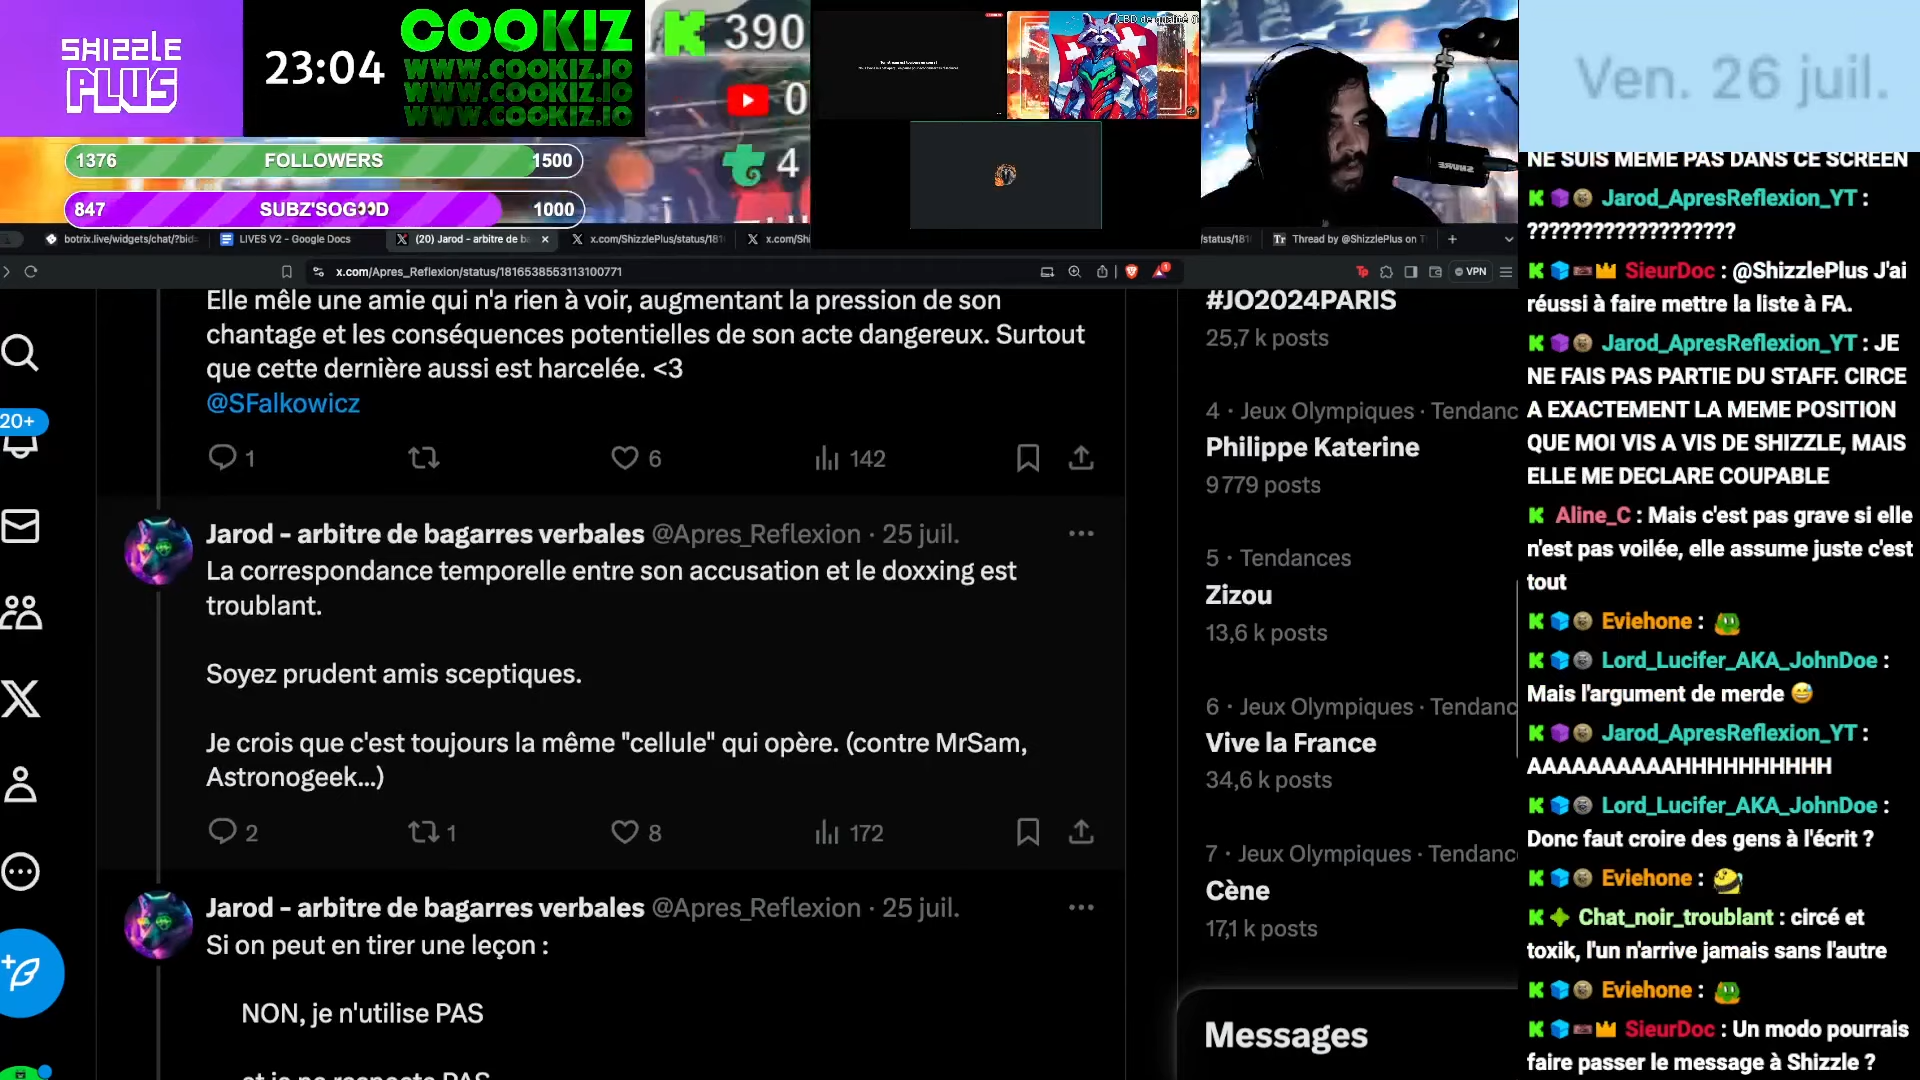 SHIZZLE
PLUS
23:04
COOKIZ
WWW.COOKIZ.IO
WWW.COOKIZ.IO
WWW.COOKIZ.IO
390
0
4
1376 FOLLOWERS 1500
847 SUBZ'SOG👀D 1000
CBD de qualité
SHURE
Ven. 26 juil.
botrix.live/widgets/chat/?bid
LIVES V2 - Google Docs
(20) Jarod - arbitre de ba
x.com/ShizzlePlus/status/181
x.com/Sh
status/181
Thread by @ShizzlePlus on T
x.com/Apres_Reflexion/status/1816538553113100771
VPN
20+
Elle mêle une amie qui n'a rien à voir, augmentant la pression de son
chantage et les conséquences potentielles de son acte dangereux. Surtout
que cette dernière aussi est harcelée. <3
@SFalkowicz
1 6 142
Jarod - arbitre de bagarres verbales @Apres_Reflexion · 25 juil.
La correspondance temporelle entre son accusation et le doxxing est
troublant.
Soyez prudent amis sceptiques.
Je crois que c'est toujours la même "cellule" qui opère. (contre MrSam,
Astronogeek...)
2 1 8 172
Jarod - arbitre de bagarres verbales @Apres_Reflexion · 25 juil.
Si on peut en tirer une leçon :
NON, je n'utilise PAS
et je ne respecte PAS
#JO2024PARIS
25,7 k posts
4 · Jeux Olympiques · Tendanc
Philippe Katerine
9 779 posts
5 · Tendances
Zizou
13,6 k posts
6 · Jeux Olympiques · Tendanc
Vive la France
34,6 k posts
7 · Jeux Olympiques · Tendanc
Cène
17,1 k posts
Messages
NE SUIS MEME PAS DANS CE SCREEN
Jarod_ApresReflexion_YT :
???????????????????
SieurDoc : @ShizzlePlus J'ai
réussi à faire mettre la liste à FA.
Jarod_ApresReflexion_YT : JE
NE FAIS PAS PARTIE DU STAFF. CIRCE
A EXACTEMENT LA MEME POSITION
QUE MOI VIS A VIS DE SHIZZLE, MAIS
ELLE ME DECLARE COUPABLE
Aline_C : Mais c'est pas grave si elle
n'est pas voilée, elle assume juste c'est
tout
Eviehone :
Lord_Lucifer_AKA_JohnDoe :
Mais l'argument de merde 😅
Jarod_ApresReflexion_YT :
AAAAAAAAAAHHHHHHHHHH
Lord_Lucifer_AKA_JohnDoe :
Donc faut croire des gens à l'écrit ?
Eviehone :
Chat_noir_troublant : circé et
toxik, l'un n'arrive jamais sans l'autre
Eviehone :
SieurDoc : Un modo pourrais
faire passer le message à Shizzle ?